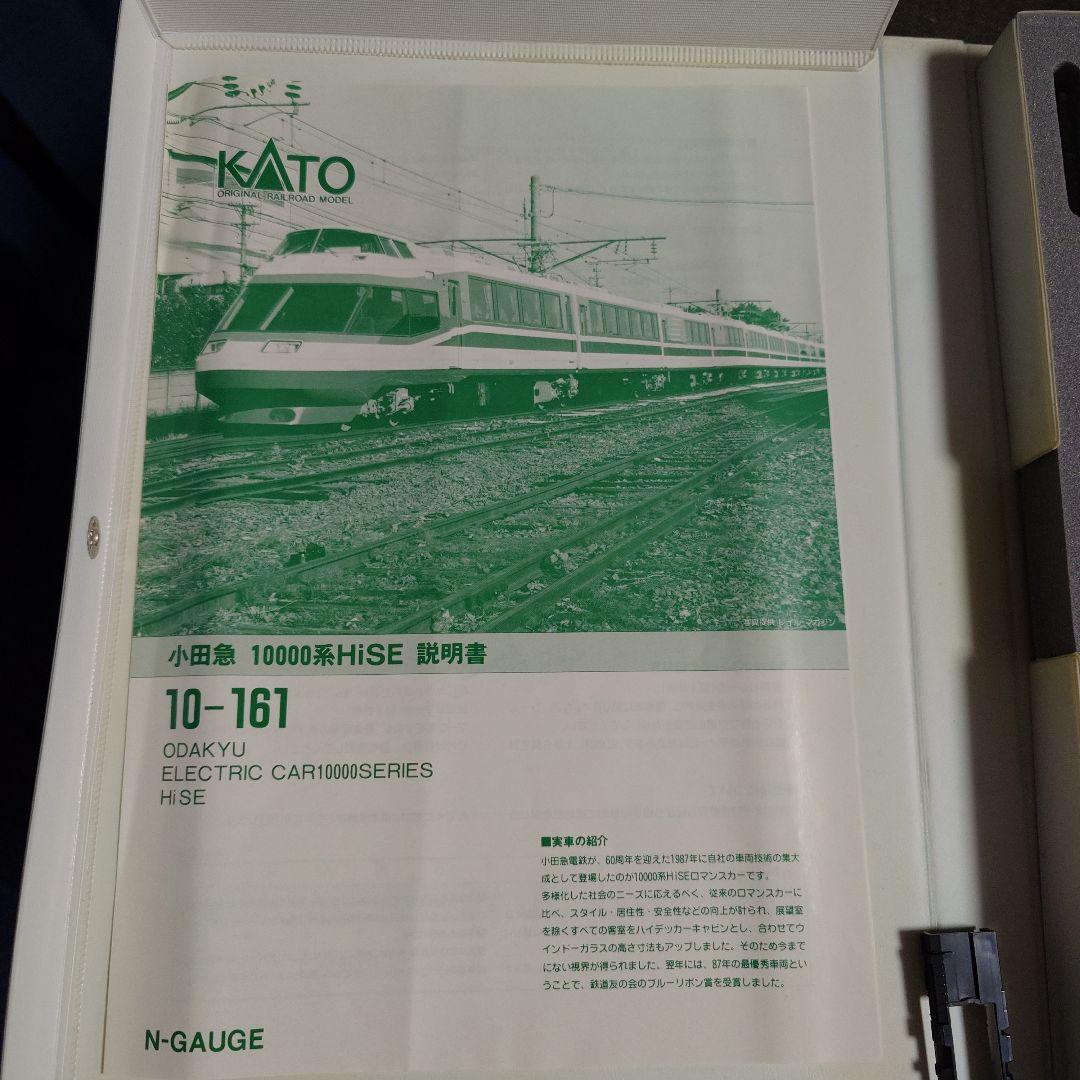 KATO
ORIGINAL RAILROAD MODEL
写真提供 レイル・マガジン
小田急 10000系HiSE 説明書
10-161
ODAKYU
ELECTRIC CAR10000SERIES
HiSE
■実車の紹介
小田急電鉄が、60周年を迎えた1987年に自社の車両技術の集大
成として登場したのが10000系HiSEロマンスカーです。
多様化した社会のニーズに応えるべく、従来のロマンスカーに
比べ、スタイル・居住性・安全性などの向上が計られ、展望室
を除くすべての客室をハイデッカーキャビンとし、合わせてウ
インドーガラスの高さ寸法もアップしました。そのため今まで
にない視界が得られました。翌年には、87年の最優秀車両とい
うことで、鉄道友の会のブルーリボン賞を受賞しました。
N-GAUGE